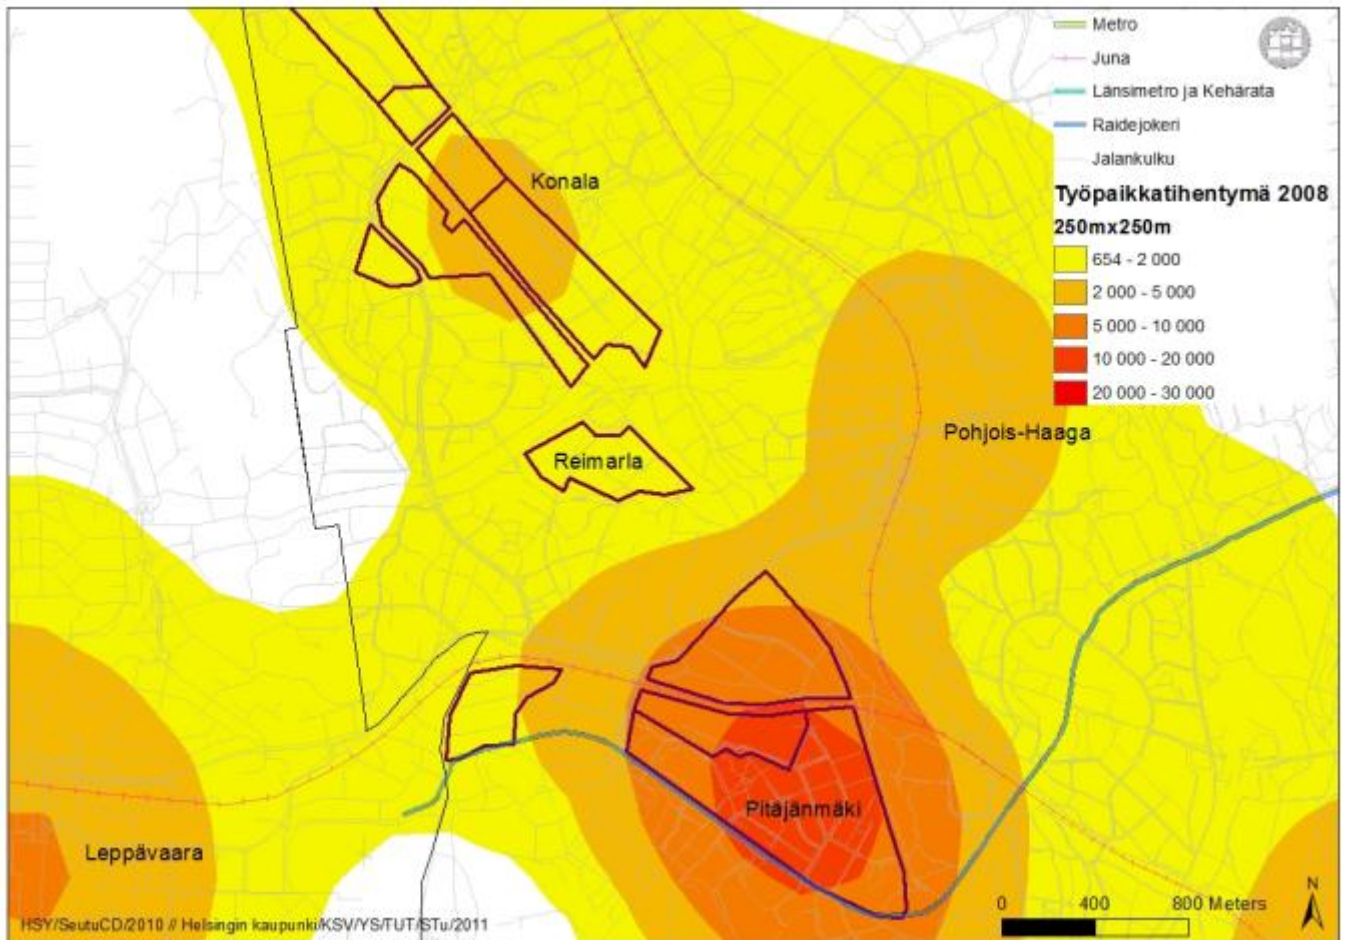 Metro
Juna
Länsimetro ja Kehärata
Raidejokeri
Jalankulku
Työpaikkatihentymä 2008
250mx250m
654 - 2 000
2 000 - 5 000
5 000 - 10 000
10 000 - 20 000
20 000 - 30 000
Konala
Pohjois-Haaga
Reimarla
Pitäjänmäki
Leppävaara
0 400 800 Meters
N
HSY/SeutuCD/2010 // Helsingin kaupunki/KSV/YS/TUT/STu/2011